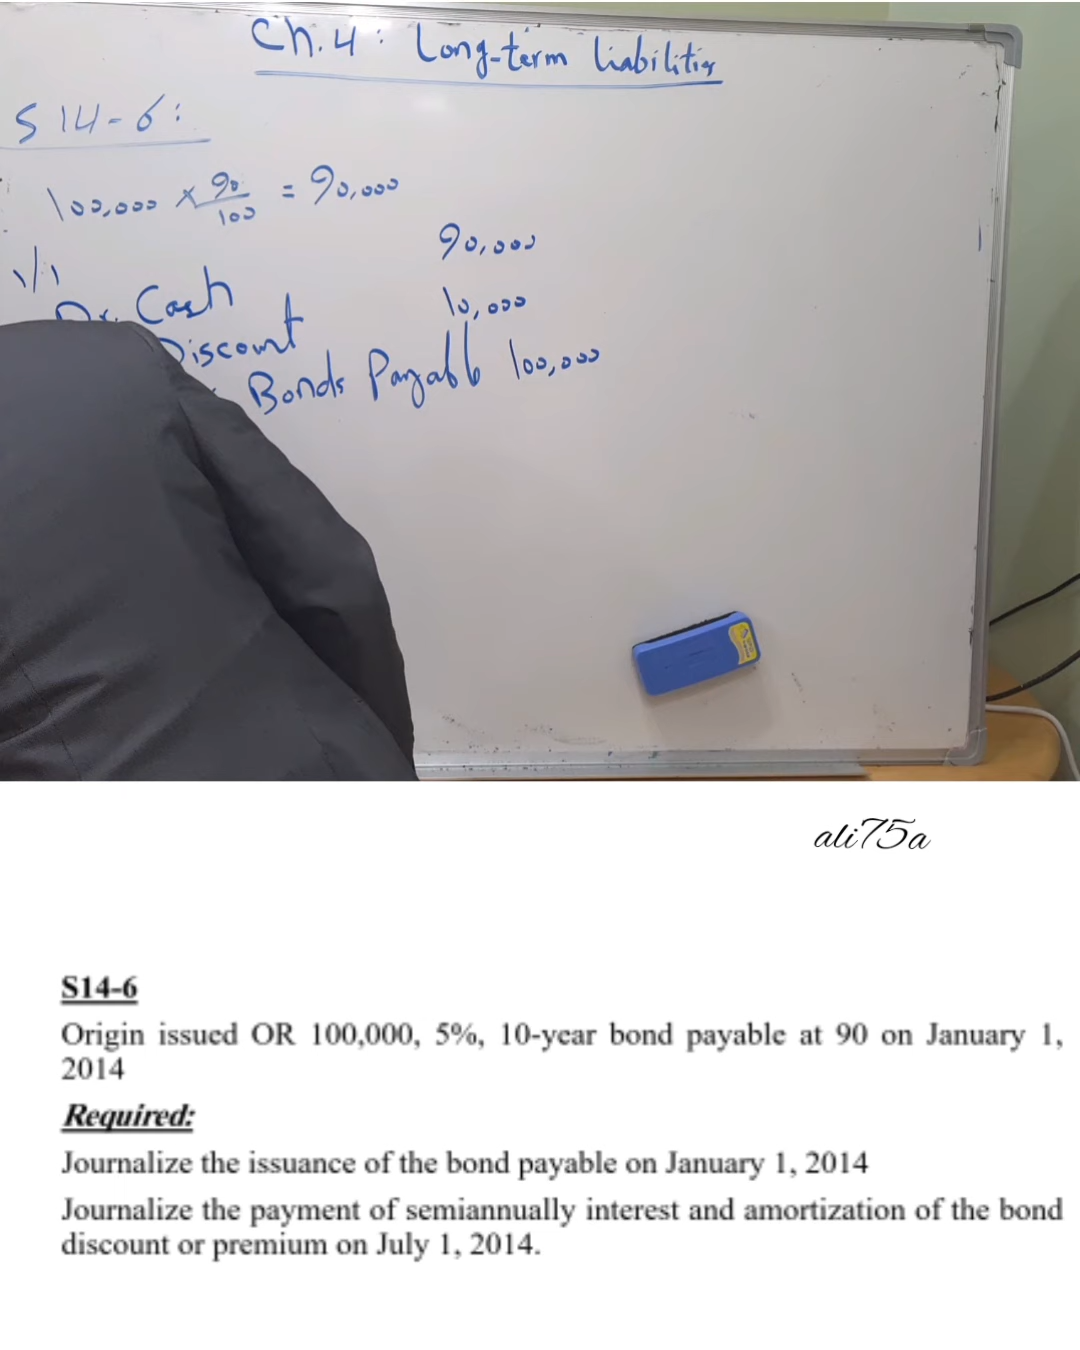 Ch. 4 : Long-term liabilities
S 14-6 :
100,000 × 90/100 = 90,000
1/1
Dr. Cash 90,000
Discount 10,000
Bonds Payable 100,000
ali75a
S14-6
Origin issued OR 100,000, 5%, 10-year bond payable at 90 on January 1,
2014
Required:
Journalize the issuance of the bond payable on January 1, 2014
Journalize the payment of semiannually interest and amortization of the bond
discount or premium on July 1, 2014.